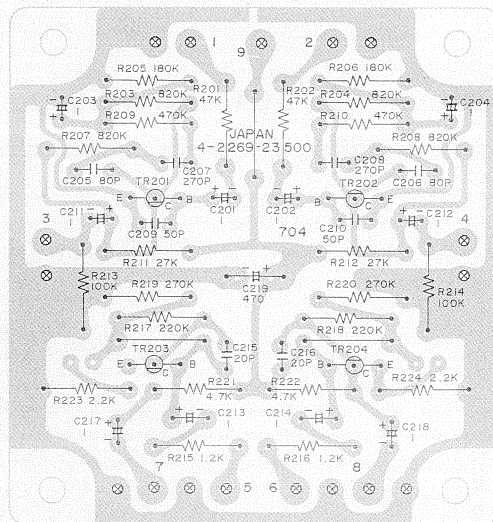 1 2
9
R205 180K R206 180K
C203 1 R203 820K R201 47K R202 47K R204 820K C204 1
R209 470K R210 470K
JAPAN
R207 820K R208 820K
4-2269-23 500
C205 80P C207 270P C208 270P C206 80P
TR201 TR202
E C B B C E
C211 1 C201 1 C202 1 C212 1
3 C209 50P 704 C210 50P 4
R211 27K R212 27K
R213 100K C219 470 R214 100K
R219 270K R220 270K
R217 220K R218 220K
C215 20P C216 20P
TR203 TR204
E C B B C E
R223 2.2K R221 4.7K R222 4.7K R224 2.2K
C217 1 C213 1 C214 1 C218 1
R215 1.2K R216 1.2K
7 8
5 6